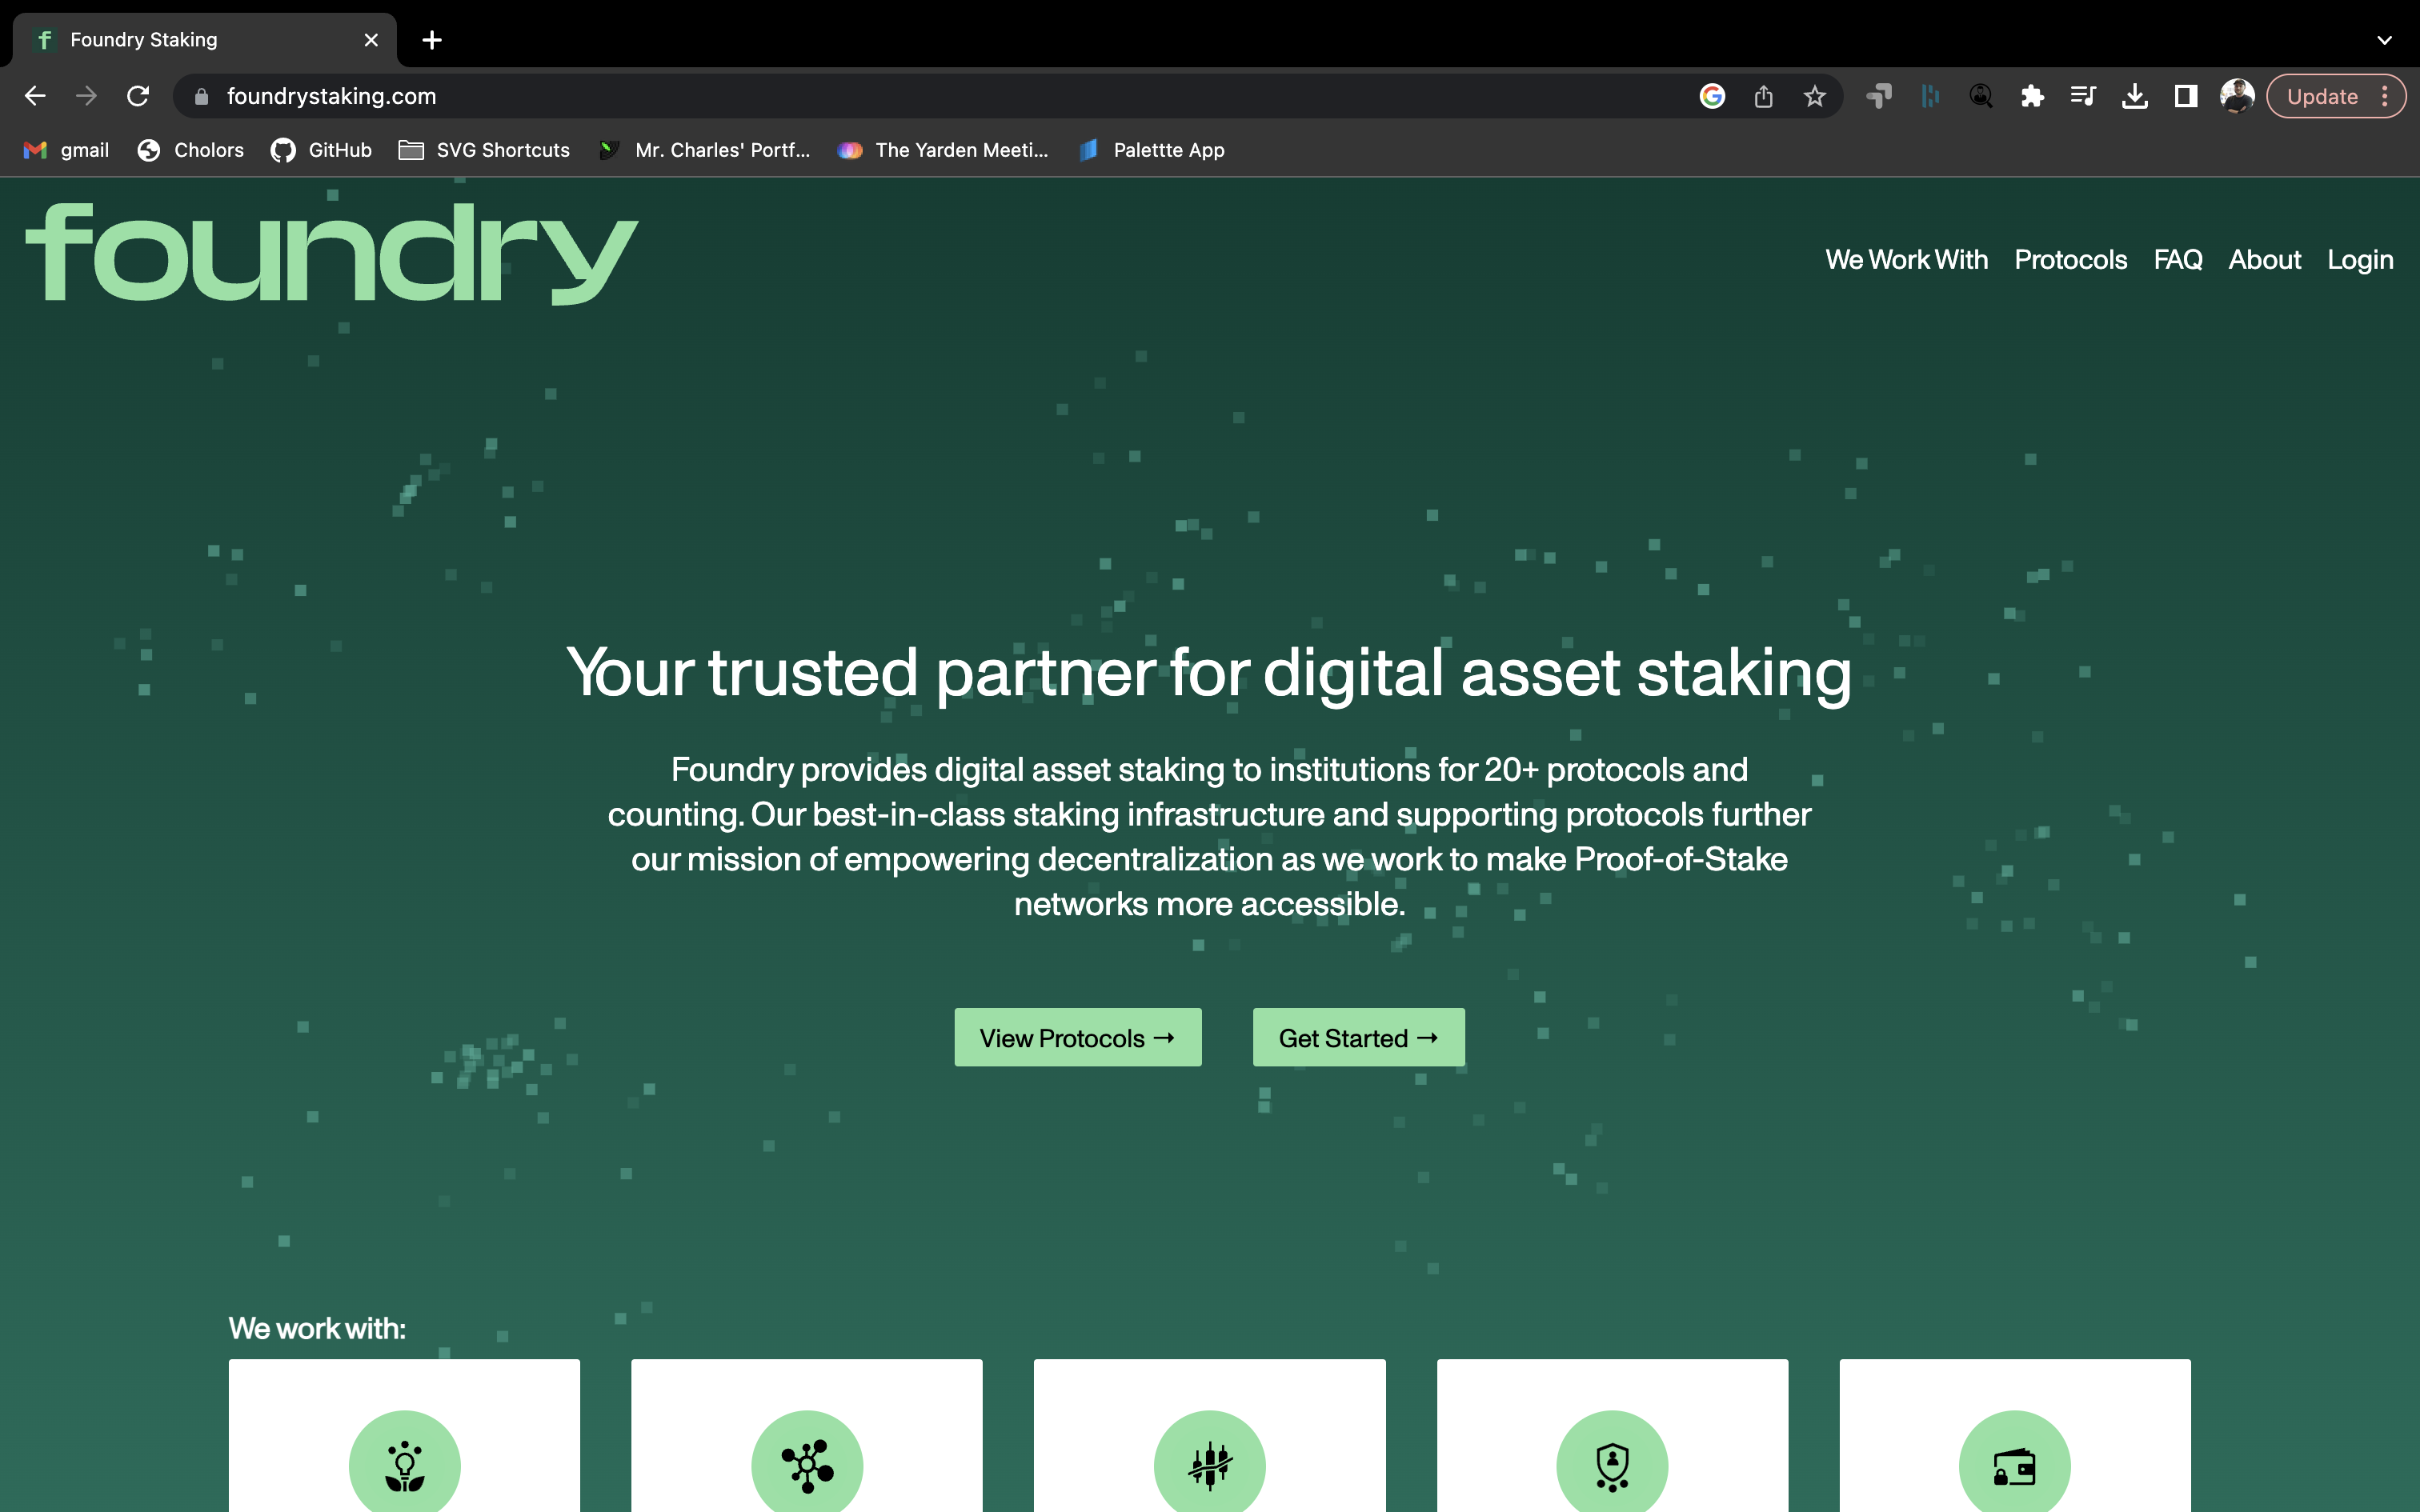 Foundry Staking
foundrystaking.com
Update
gmail
Cholors
GitHub
SVG Shortcuts
Mr. Charles' Portf...
The Yarden Meeti...
Palettte App
foundry
We Work With
Protocols
FAQ
About
Login
Your trusted partner for digital asset staking
Foundry provides digital asset staking to institutions for 20+ protocols and
counting. Our best-in-class staking infrastructure and supporting protocols further
our mission of empowering decentralization as we work to make Proof-of-Stake
networks more accessible.
View Protocols →
Get Started →
We work with: